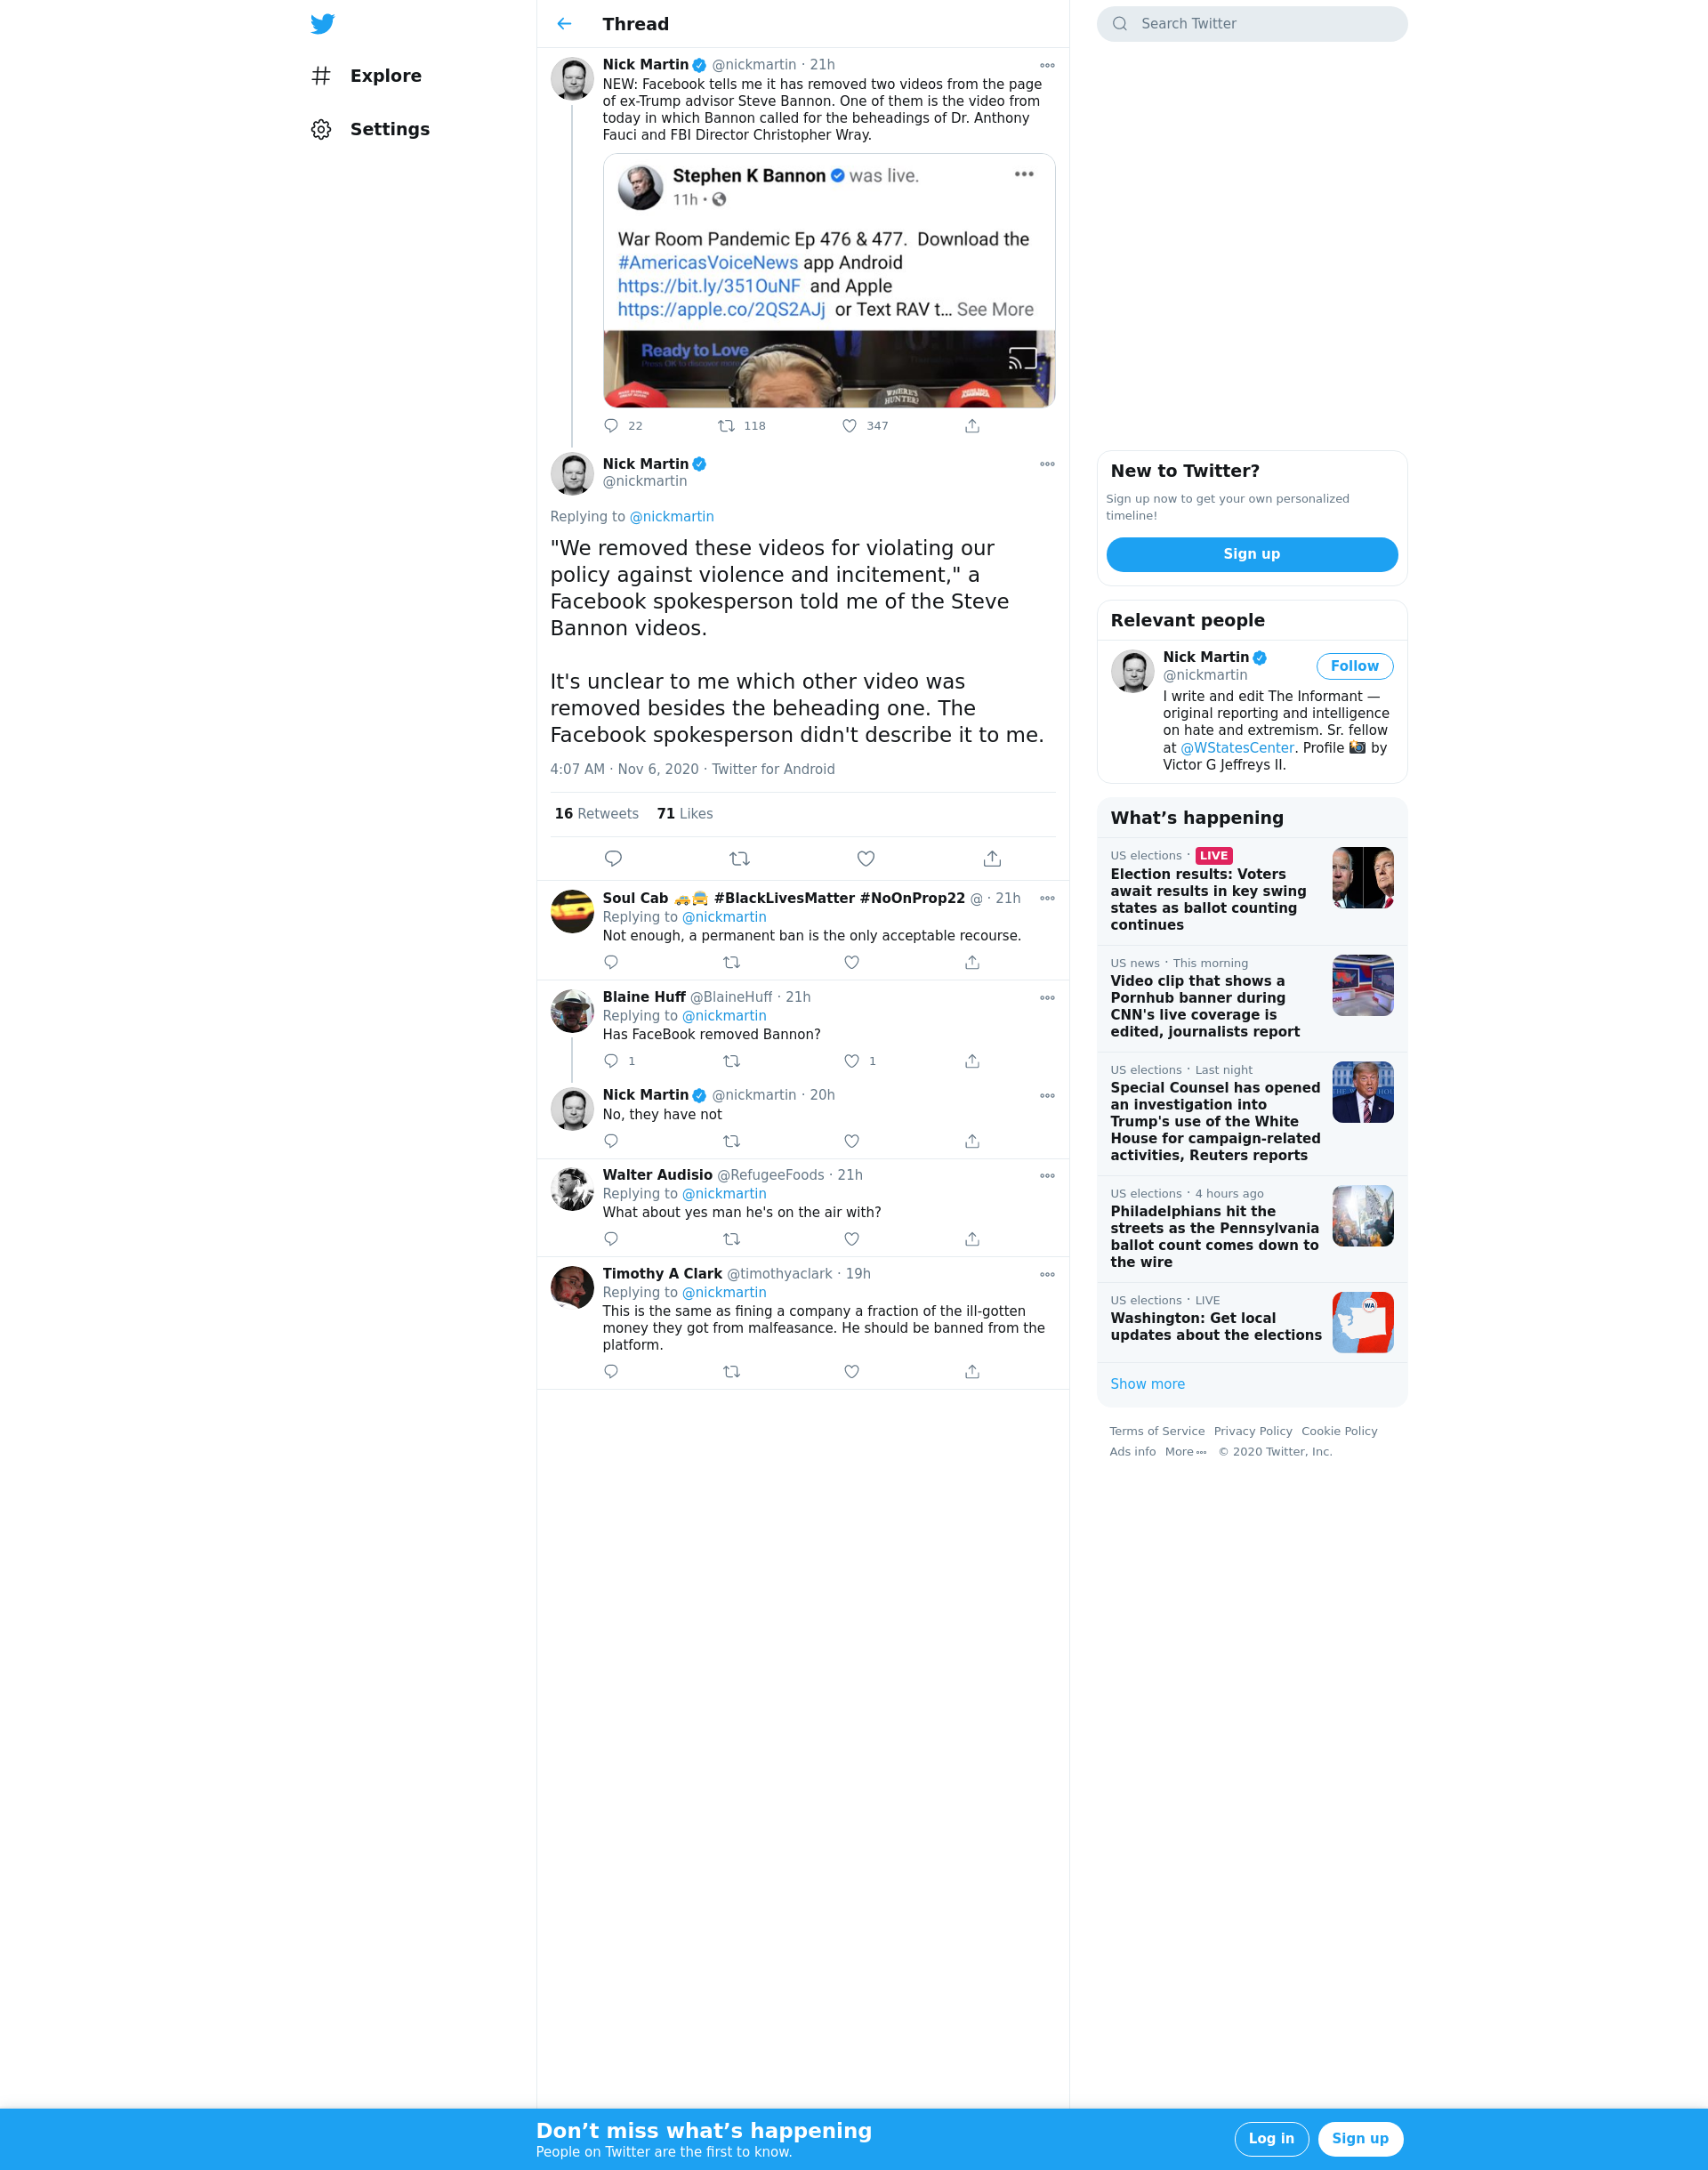 Explore
Settings
Thread
Nick Martin @nickmartin · 21h
NEW: Facebook tells me it has removed two videos from the page
of ex-Trump advisor Steve Bannon. One of them is the video from
today in which Bannon called for the beheadings of Dr. Anthony
Fauci and FBI Director Christopher Wray.
Stephen K Bannon was live.
11h •
War Room Pandemic Ep 476 & 477. Download the
#AmericasVoiceNews app Android
https://bit.ly/351OuNF and Apple
https://apple.co/2QS2AJj or Text RAV t... See More
Ready to Love
WHERE'S
HUNTER?
22 118 347
Nick Martin
@nickmartin
Replying to @nickmartin
"We removed these videos for violating our
policy against violence and incitement," a
Facebook spokesperson told me of the Steve
Bannon videos.
It's unclear to me which other video was
removed besides the beheading one. The
Facebook spokesperson didn't describe it to me.
4:07 AM · Nov 6, 2020 · Twitter for Android
16 Retweets 71 Likes
Soul Cab 🚕🚖 #BlackLivesMatter #NoOnProp22 @ · 21h
Replying to @nickmartin
Not enough, a permanent ban is the only acceptable recourse.
Blaine Huff @BlaineHuff · 21h
Replying to @nickmartin
Has FaceBook removed Bannon?
1 1
Nick Martin @nickmartin · 20h
No, they have not
Walter Audisio @RefugeeFoods · 21h
Replying to @nickmartin
What about yes man he's on the air with?
Timothy A Clark @timothyaclark · 19h
Replying to @nickmartin
This is the same as fining a company a fraction of the ill-gotten
money they got from malfeasance. He should be banned from the
platform.
Search Twitter
New to Twitter?
Sign up now to get your own personalized
timeline!
Sign up
Relevant people
Nick Martin
@nickmartin
Follow
I write and edit The Informant —
original reporting and intelligence
on hate and extremism. Sr. fellow
at @WStatesCenter. Profile 📸 by
Victor G Jeffreys II.
What’s happening
US elections · LIVE
Election results: Voters
await results in key swing
states as ballot counting
continues
US news · This morning
Video clip that shows a
Pornhub banner during
CNN's live coverage is
edited, journalists report
US elections · Last night
Special Counsel has opened
an investigation into
Trump's use of the White
House for campaign-related
activities, Reuters reports
US elections · 4 hours ago
Philadelphians hit the
streets as the Pennsylvania
ballot count comes down to
the wire
US elections · LIVE
Washington: Get local
updates about the elections
WA
Show more
Terms of Service Privacy Policy Cookie Policy
Ads info More © 2020 Twitter, Inc.
Don’t miss what’s happening
People on Twitter are the first to know.
Log in
Sign up